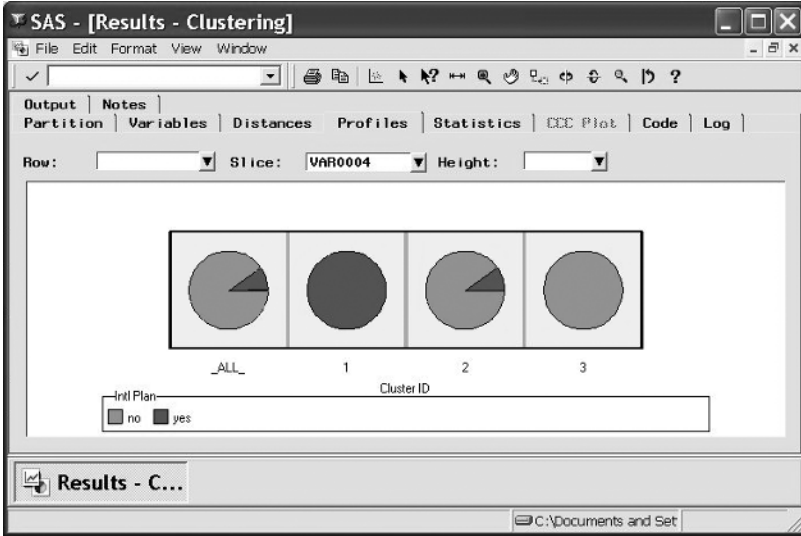 SAS - [Results - Clustering]
File Edit Format View Window
Output Notes
Partition Variables Distances Profiles Statistics CCC Plot Code Log
Row: Slice: VAR0004 Height:
_ALL_ 1 2 3
Cluster ID
Intl Plan
no yes
Results - C...
C:\Documents and Set